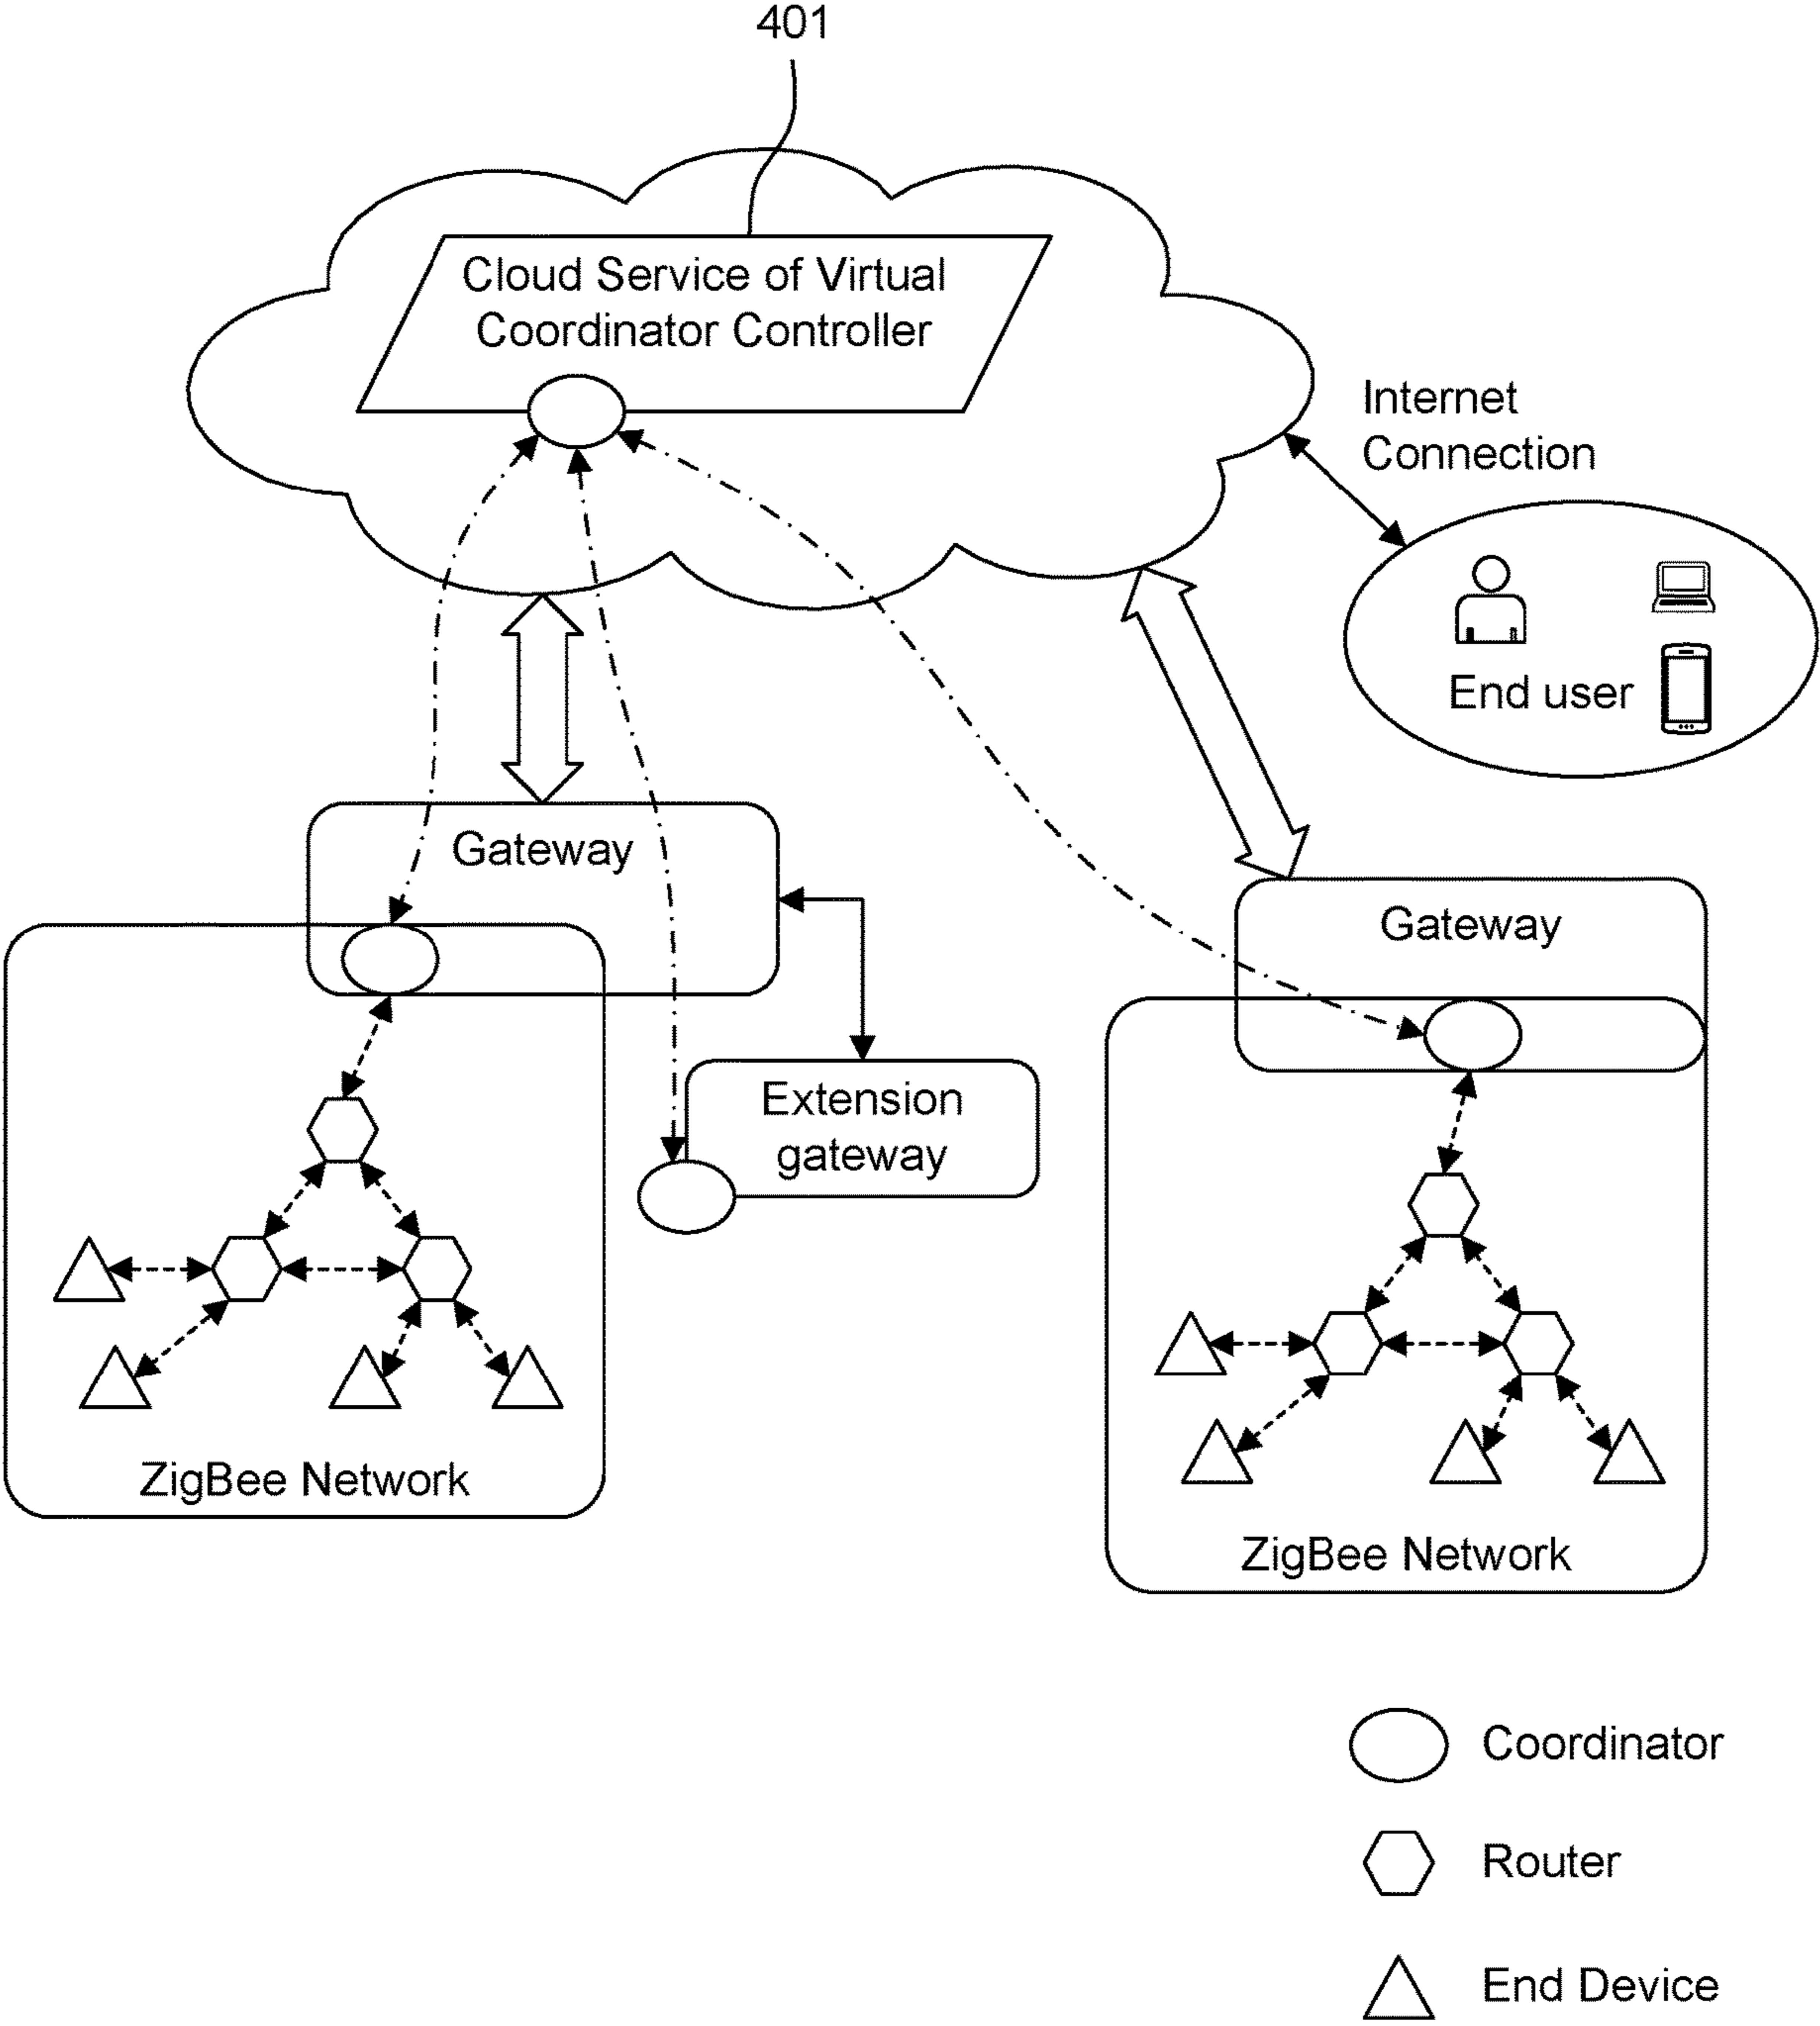 401
Cloud Service of Virtual
Coordinator Controller
Internet
Connection
End user
Gateway
Gateway
Extension
gateway
ZigBee Network
ZigBee Network
Coordinator
Router
End Device